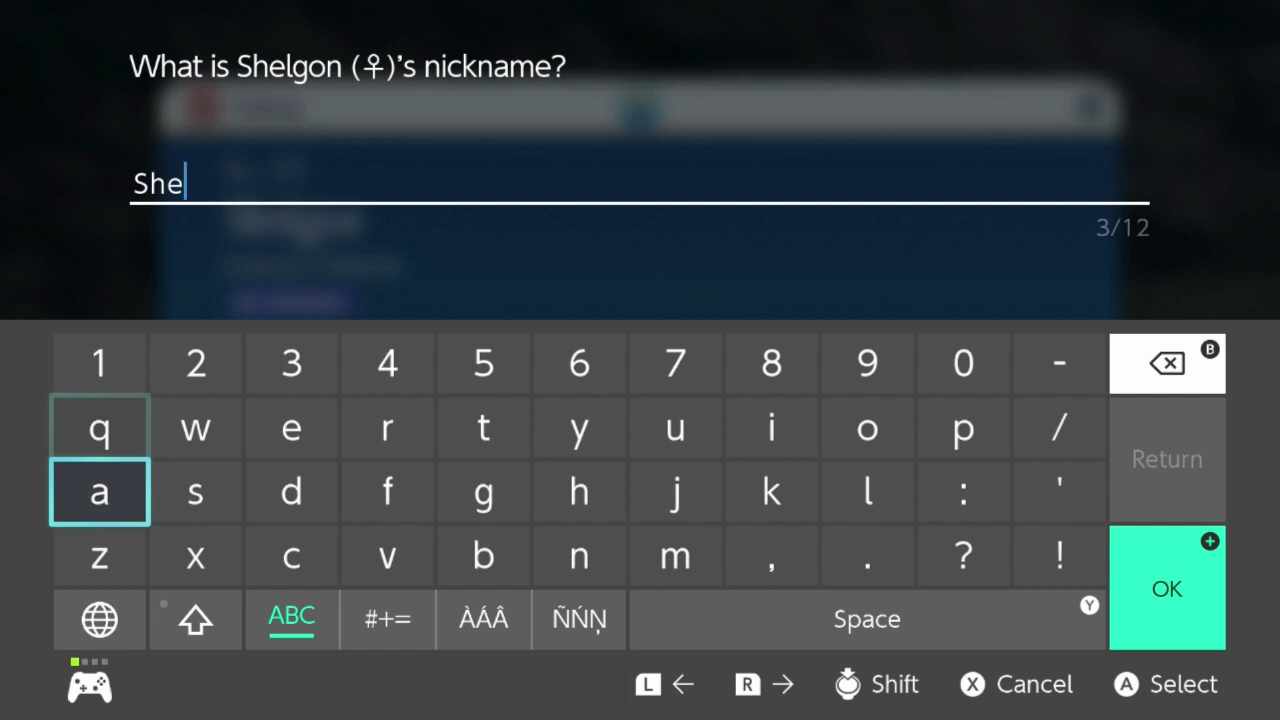 What is Shelgon (♀)'s nickname?
She
3/12
1 2 3 4 5 6 7 8 9 0 - B
q w e r t y u i o p /
Return
a s d f g h j k l : '
z x c v b n m , . ? !
OK
ABC #+= ÀÁÂ ÑŃŅ Space Y
L ← R → Shift X Cancel A Select